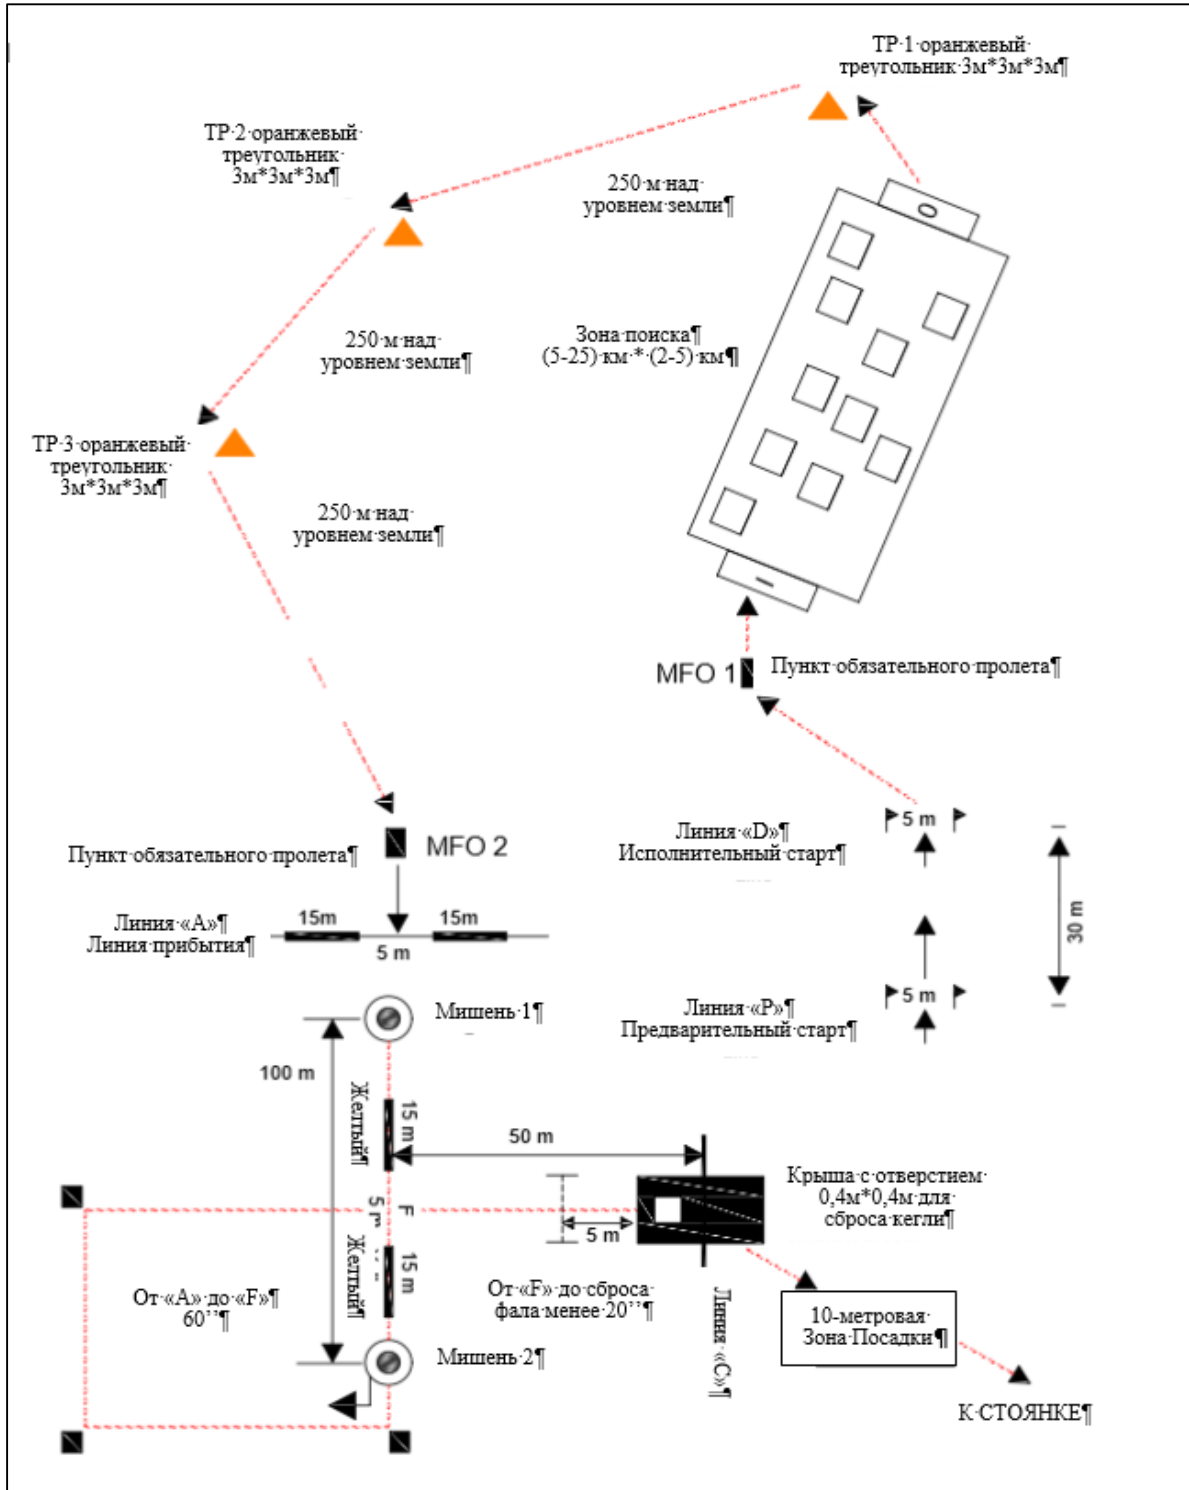 ТР·1·оранжевый·
треугольник·3м*3м*3м¶
ТР·2·оранжевый·
треугольник·
3м*3м*3м¶
250·м·над·
уровнем·земли¶
O
250·м·над·
уровнем·земли¶
Зона·поиска¶
(5-25)·км·*·(2-5)·км¶
ТР·3·оранжевый·
треугольник·
3м*3м*3м¶
250·м·над·
уровнем·земли¶
I
MFO 1
Пункт·обязательного·пролета¶
Линия·«D»¶
Исполнительный·старт¶
5 m
30 m
MFO 2
Пункт·обязательного·пролета¶
Линия·«А»¶
Линия·прибытия¶
15m
15m
5 m
Линия·«Р»¶
Предварительный·старт¶
5 m
Мишень·1¶
100 m
Желтый¶
15 m
50 m
Крыша·с·отверстием·
0,4м*0,4м·для·
сброса·кегли¶
F
5 m
Желтый¶
15 m
От·«А»·до·«F»¶
60’’¶
От·«F»·до·сброса·
фала·менее·20’’¶
Линия·«С»¶
10-метровая·
Зона·Посадки¶
Мишень·2¶
К·СТОЯНКЕ¶